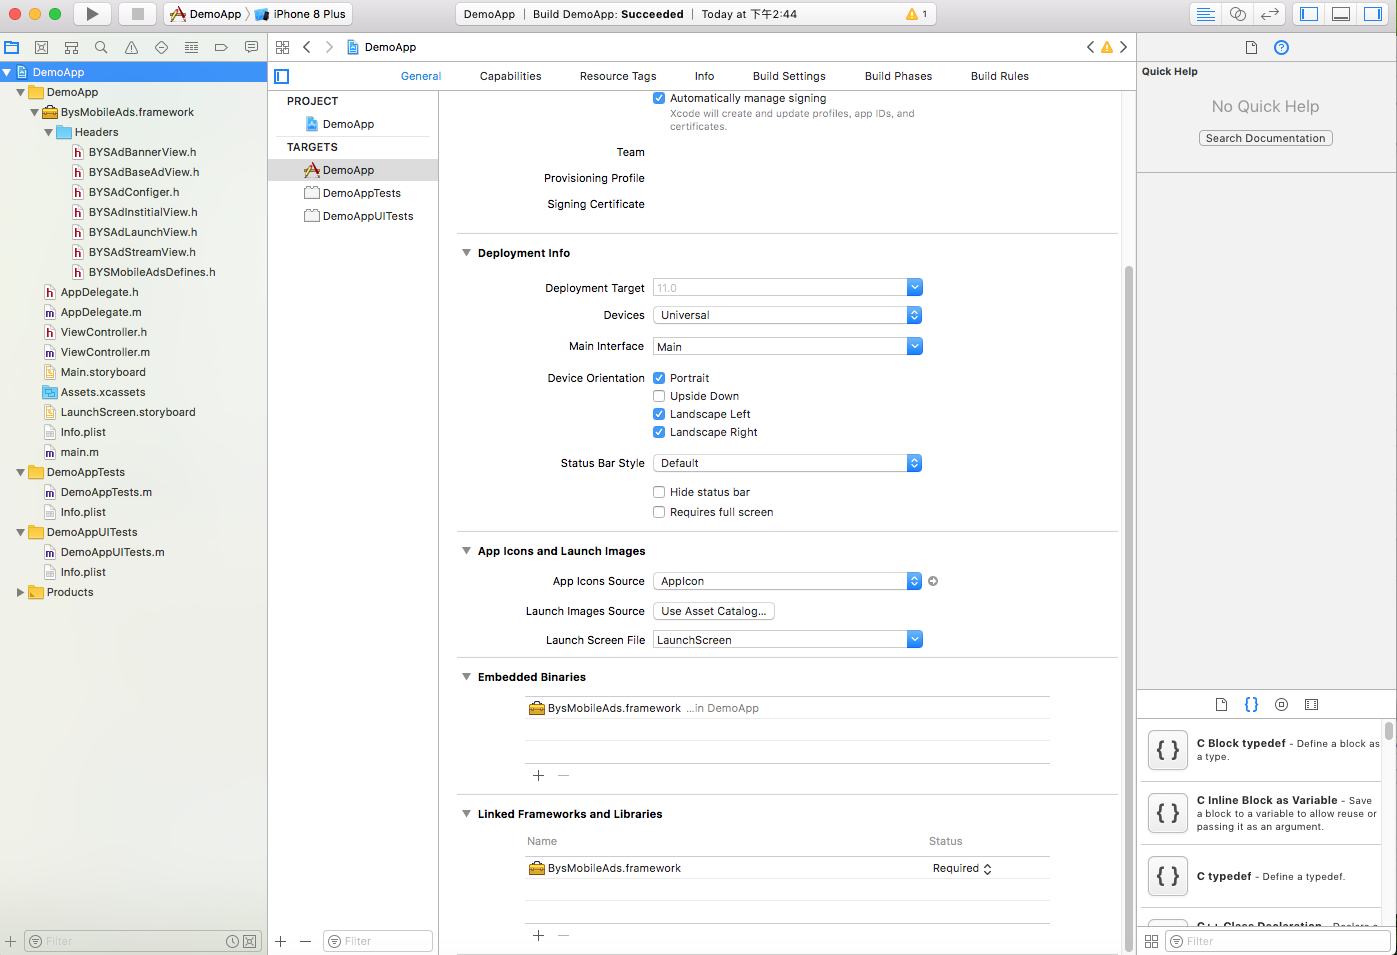 DemoApp
iPhone 8 Plus
DemoApp | Build DemoApp: Succeeded | Today at 下午2:44
1
DemoApp
DemoApp
BysMobileAds.framework
Headers
BYSAdBannerView.h
BYSAdBaseAdView.h
BYSAdConfiger.h
BYSAdInstitialView.h
BYSAdLaunchView.h
BYSAdStreamView.h
BYSMobileAdsDefines.h
AppDelegate.h
AppDelegate.m
ViewController.h
ViewController.m
Main.storyboard
Assets.xcassets
LaunchScreen.storyboard
Info.plist
main.m
DemoAppTests
DemoAppTests.m
Info.plist
DemoAppUITests
DemoAppUITests.m
Info.plist
Products
Filter
DemoApp
General
Capabilities
Resource Tags
Info
Build Settings
Build Phases
Build Rules
PROJECT
DemoApp
TARGETS
DemoApp
DemoAppTests
DemoAppUITests
Filter
Automatically manage signing
Xcode will create and update profiles, app IDs, and
certificates.
Team
Provisioning Profile
Signing Certificate
Deployment Info
Deployment Target 11.0
Devices Universal
Main Interface Main
Device Orientation Portrait
Upside Down
Landscape Left
Landscape Right
Status Bar Style Default
Hide status bar
Requires full screen
App Icons and Launch Images
App Icons Source AppIcon
Launch Images Source Use Asset Catalog...
Launch Screen File LaunchScreen
Embedded Binaries
BysMobileAds.framework ...in DemoApp
Linked Frameworks and Libraries
Name Status
BysMobileAds.framework Required
Quick Help
No Quick Help
Search Documentation
C Block typedef - Define a block as
a type.
C Inline Block as Variable - Save
a block to a variable to allow reuse or
passing it as an argument.
C typedef - Define a typedef.
C++ Class Declaration - Declare a
Filter